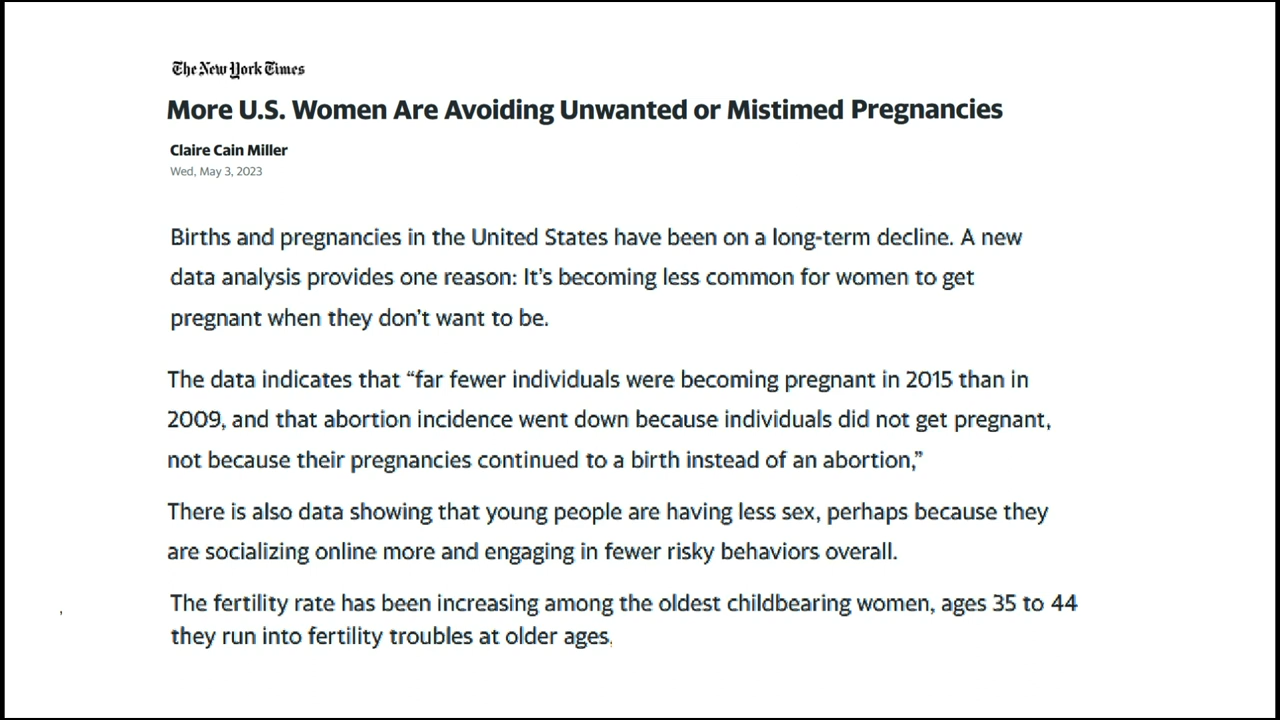 The New York Times
More U.S. Women Are Avoiding Unwanted or Mistimed Pregnancies
Claire Cain Miller
Wed, May 3, 2023
Births and pregnancies in the United States have been on a long-term decline. A new
data analysis provides one reason: It’s becoming less common for women to get
pregnant when they don’t want to be.
The data indicates that “far fewer individuals were becoming pregnant in 2015 than in
2009, and that abortion incidence went down because individuals did not get pregnant,
not because their pregnancies continued to a birth instead of an abortion,”
There is also data showing that young people are having less sex, perhaps because they
are socializing online more and engaging in fewer risky behaviors overall.
The fertility rate has been increasing among the oldest childbearing women, ages 35 to 44
they run into fertility troubles at older ages.